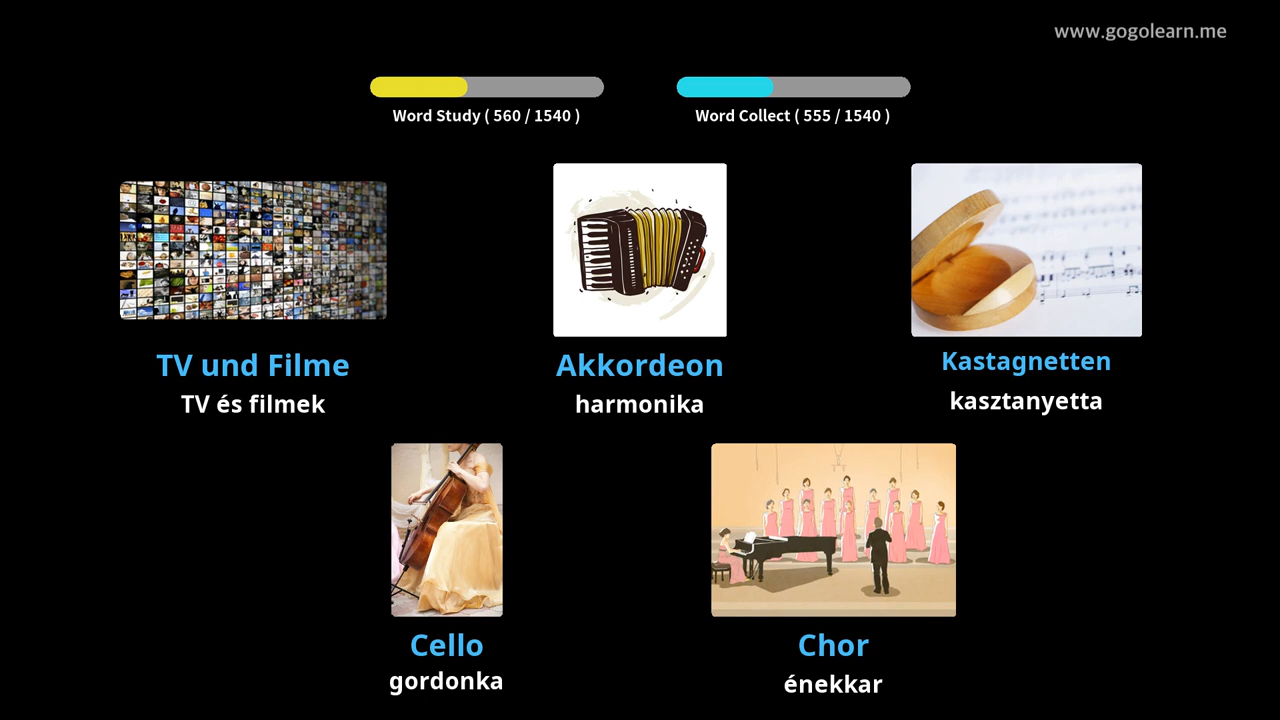 www.gogolearn.me
Word Study ( 560 / 1540 )
Word Collect ( 555 / 1540 )
TV und Filme
TV és filmek
Akkordeon
harmonika
Kastagnetten
kasztanyetta
Cello
gordonka
Chor
énekkar